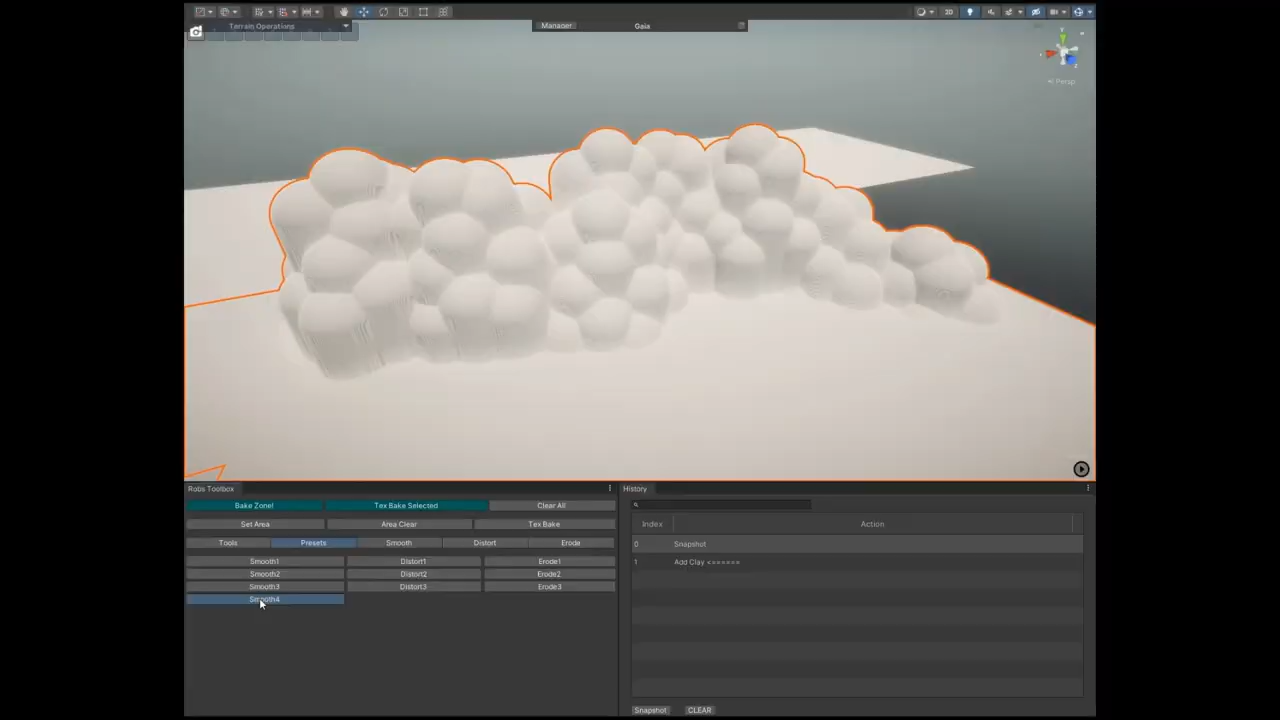 2D
Terrain Operations
Manager Gaia
Persp
Robs Toolbox
Bake Zone! Tex Bake Selected Clear All
Set Area Area Clear Tex Bake
Tools Presets Smooth Distort Erode
Smooth1 Distort1 Erode1
Smooth2 Distort2 Erode2
Smooth3 Distort3 Erode3
Smooth4
History
Index Action
0 Snapshot
1 Add Clay <=======
Snapshot CLEAR